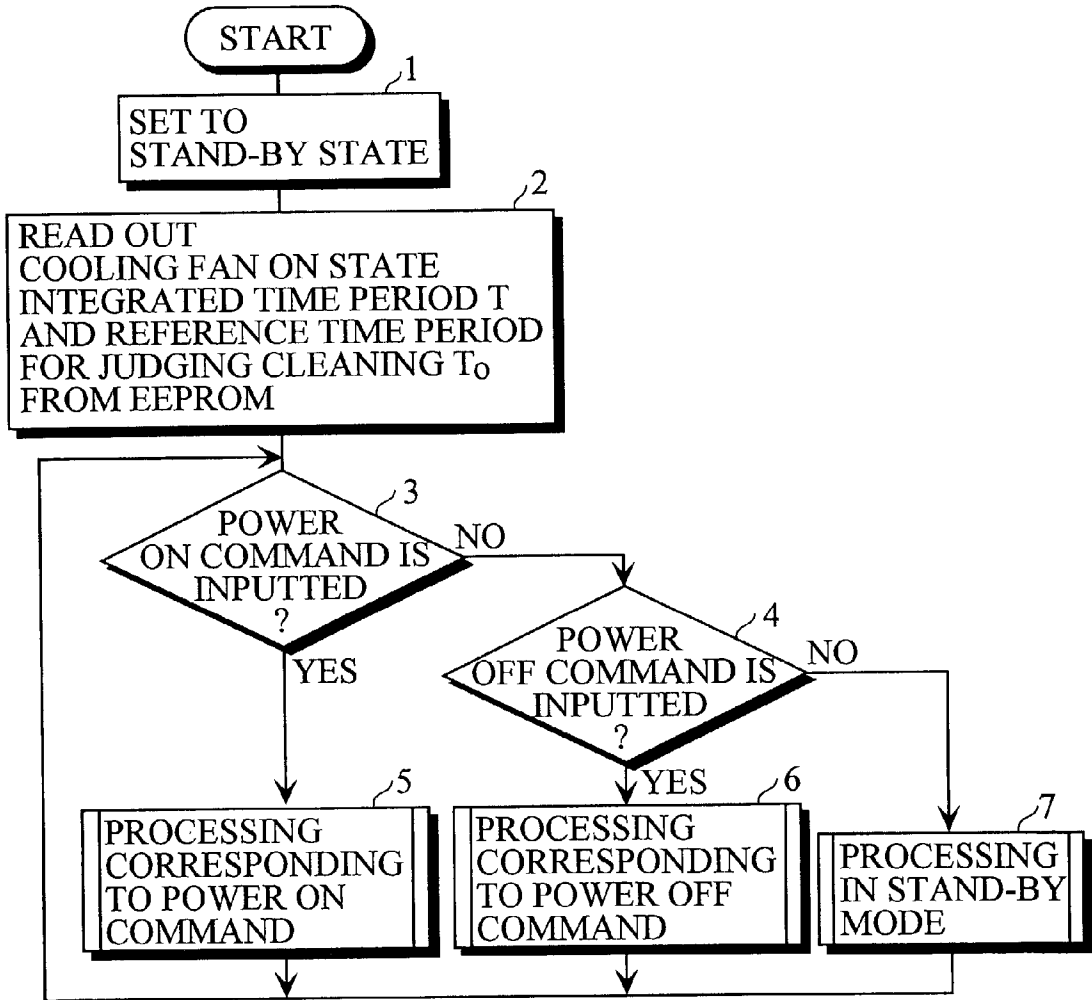 START
1
SET TO
STAND-BY STATE
2
READ OUT
COOLING FAN ON STATE
INTEGRATED TIME PERIOD T
AND REFERENCE TIME PERIOD
FOR JUDGING CLEANING T₀
FROM EEPROM
3
POWER
ON COMMAND IS
INPUTTED
?
NO
YES
4
POWER
OFF COMMAND IS
INPUTTED
?
NO
YES
5
PROCESSING
CORRESPONDING
TO POWER ON
COMMAND
6
PROCESSING
CORRESPONDING
TO POWER OFF
COMMAND
7
PROCESSING
IN STAND-BY
MODE